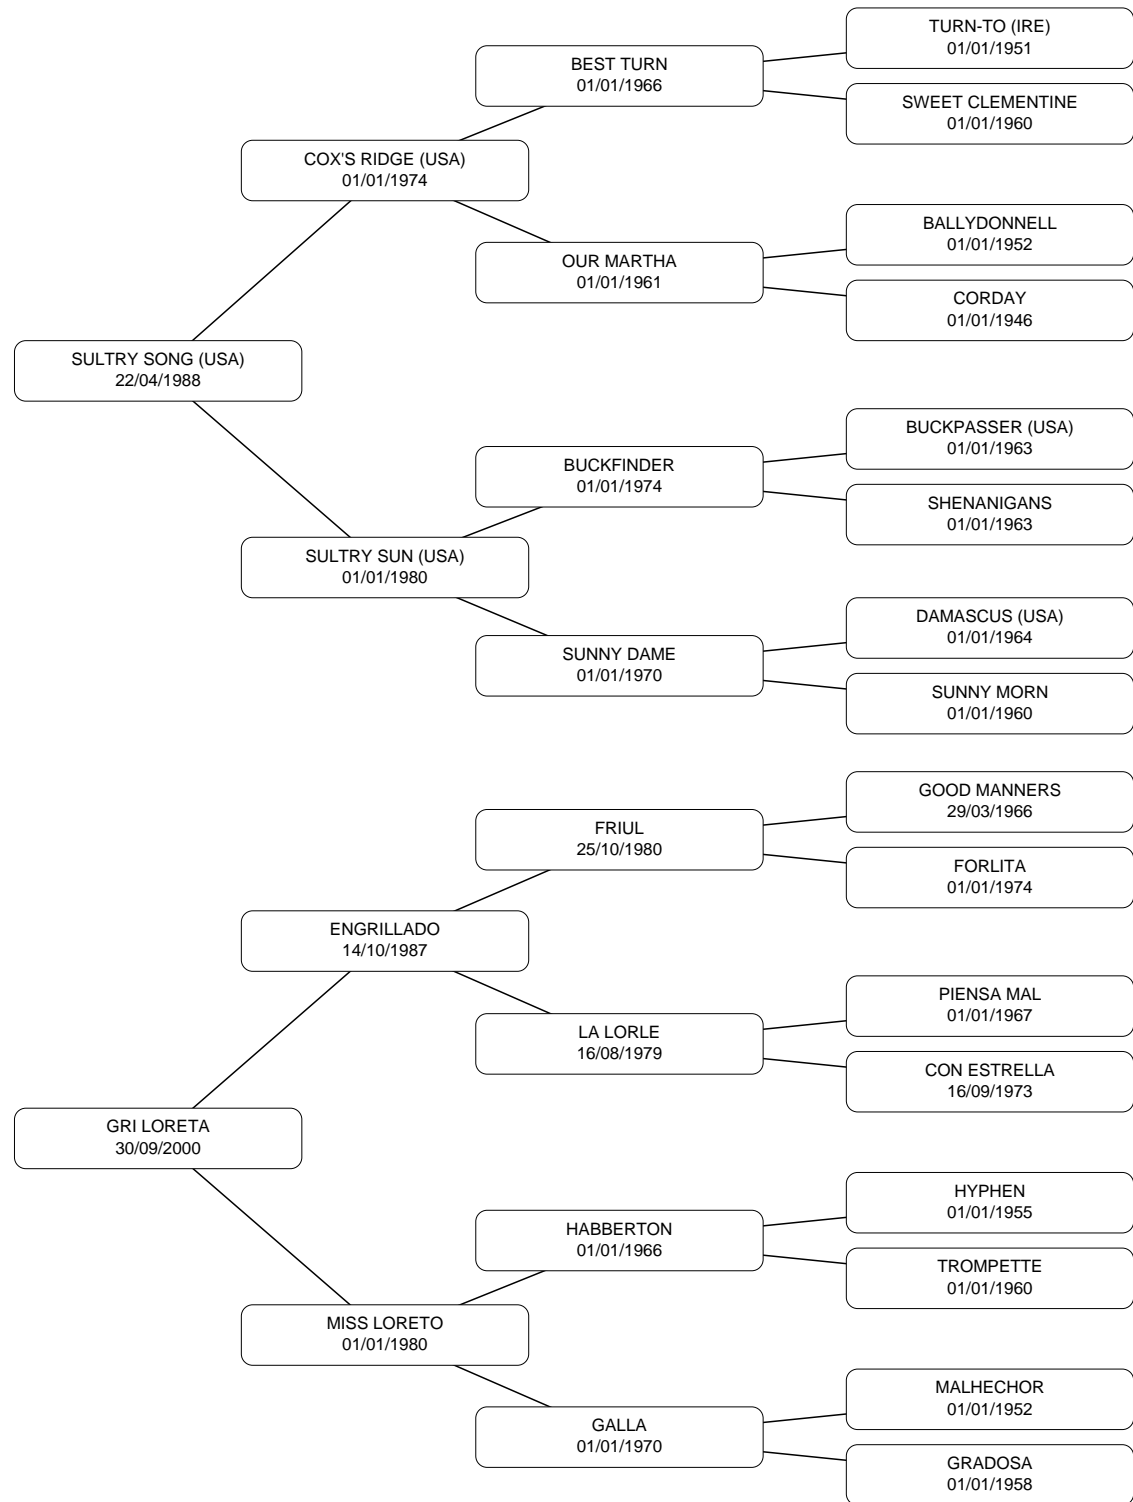 TURN-TO (IRE)
01/01/1951
BEST TURN
01/01/1966
SWEET CLEMENTINE
01/01/1960
COX'S RIDGE (USA)
01/01/1974
BALLYDONNELL
01/01/1952
OUR MARTHA
01/01/1961
CORDAY
01/01/1946
SULTRY SONG (USA)
22/04/1988
BUCKPASSER (USA)
01/01/1963
BUCKFINDER
01/01/1974
SHENANIGANS
01/01/1963
SULTRY SUN (USA)
01/01/1980
DAMASCUS (USA)
01/01/1964
SUNNY DAME
01/01/1970
SUNNY MORN
01/01/1960
GOOD MANNERS
29/03/1966
FRIUL
25/10/1980
FORLITA
01/01/1974
ENGRILLADO
14/10/1987
PIENSA MAL
01/01/1967
LA LORLE
16/08/1979
CON ESTRELLA
16/09/1973
GRI LORETA
30/09/2000
HYPHEN
01/01/1955
HABBERTON
01/01/1966
TROMPETTE
01/01/1960
MISS LORETO
01/01/1980
MALHECHOR
01/01/1952
GALLA
01/01/1970
GRADOSA
01/01/1958